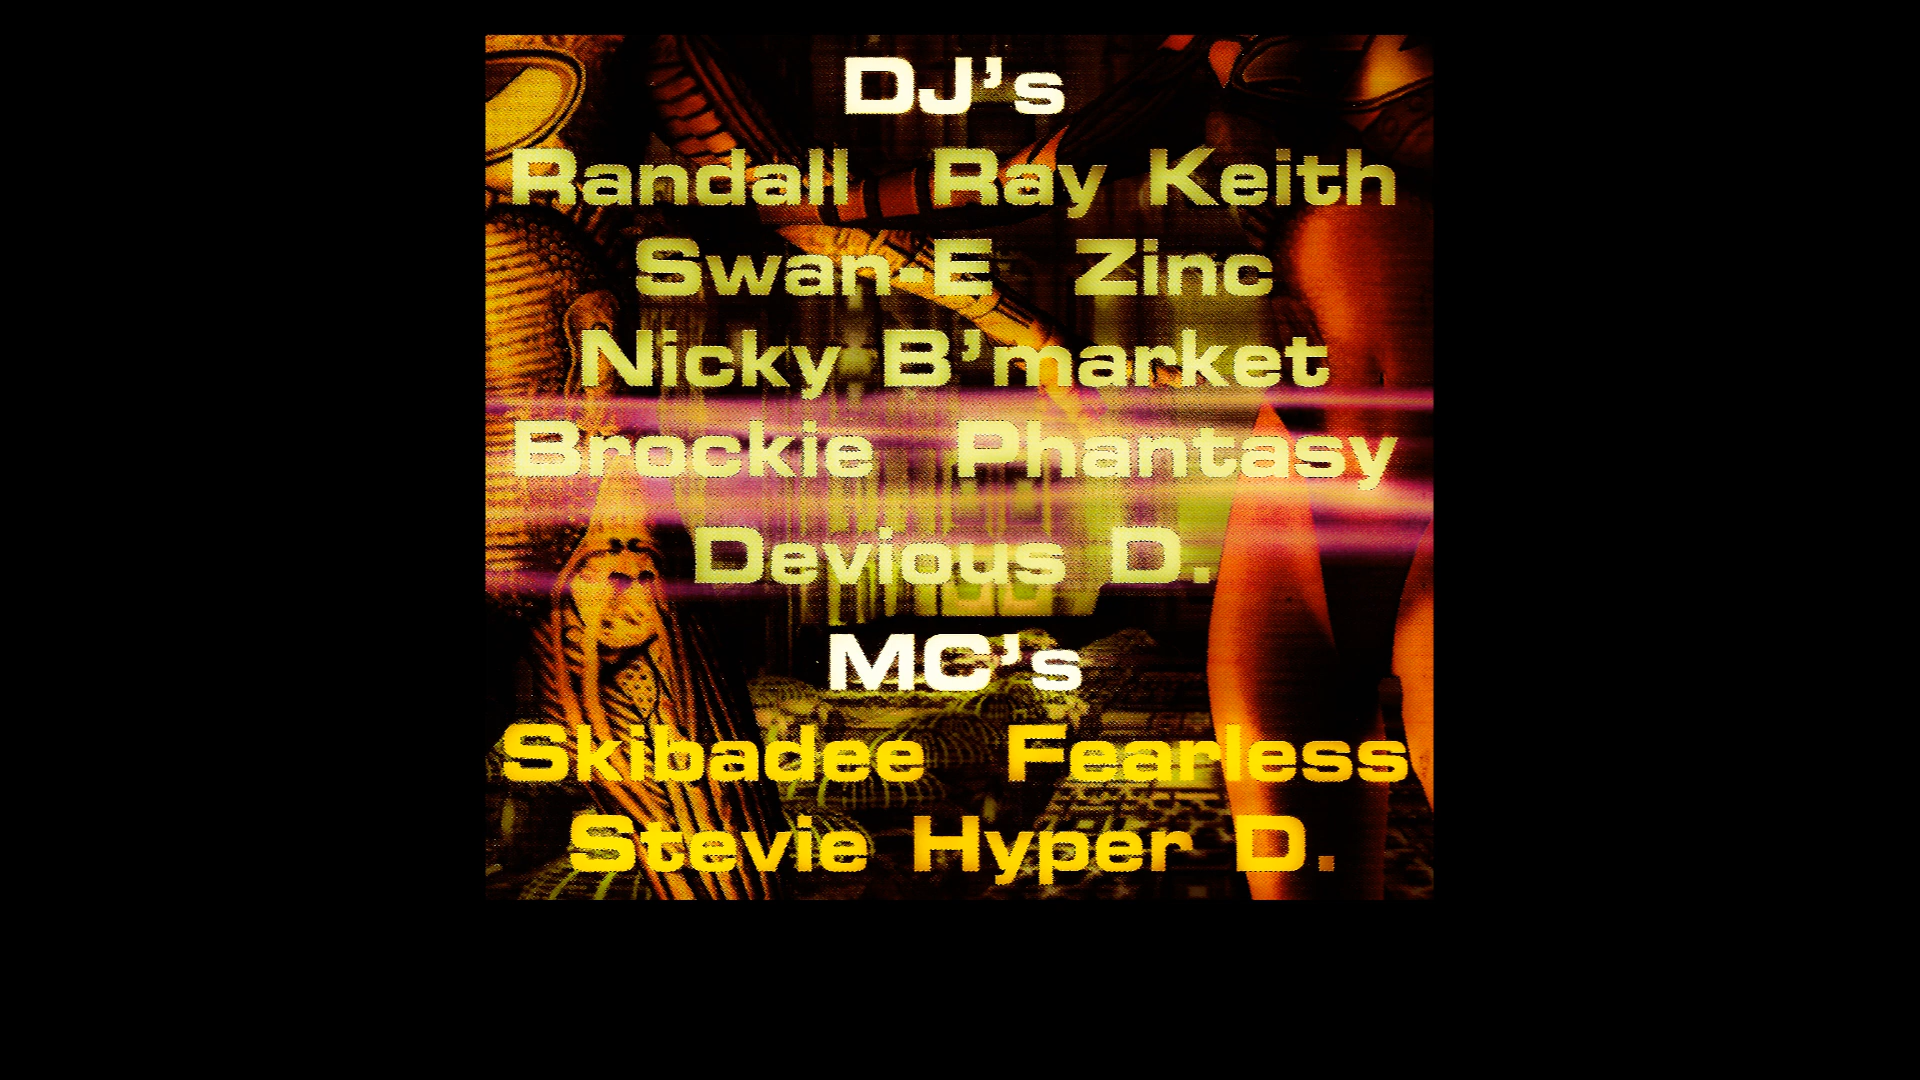 DJ's
Randall Ray Keith
Swan-E Zinc
Nicky B'market
Brockie Phantasy
Devious D.
MC's
Skibadee Fearless
Stevie Hyper D.